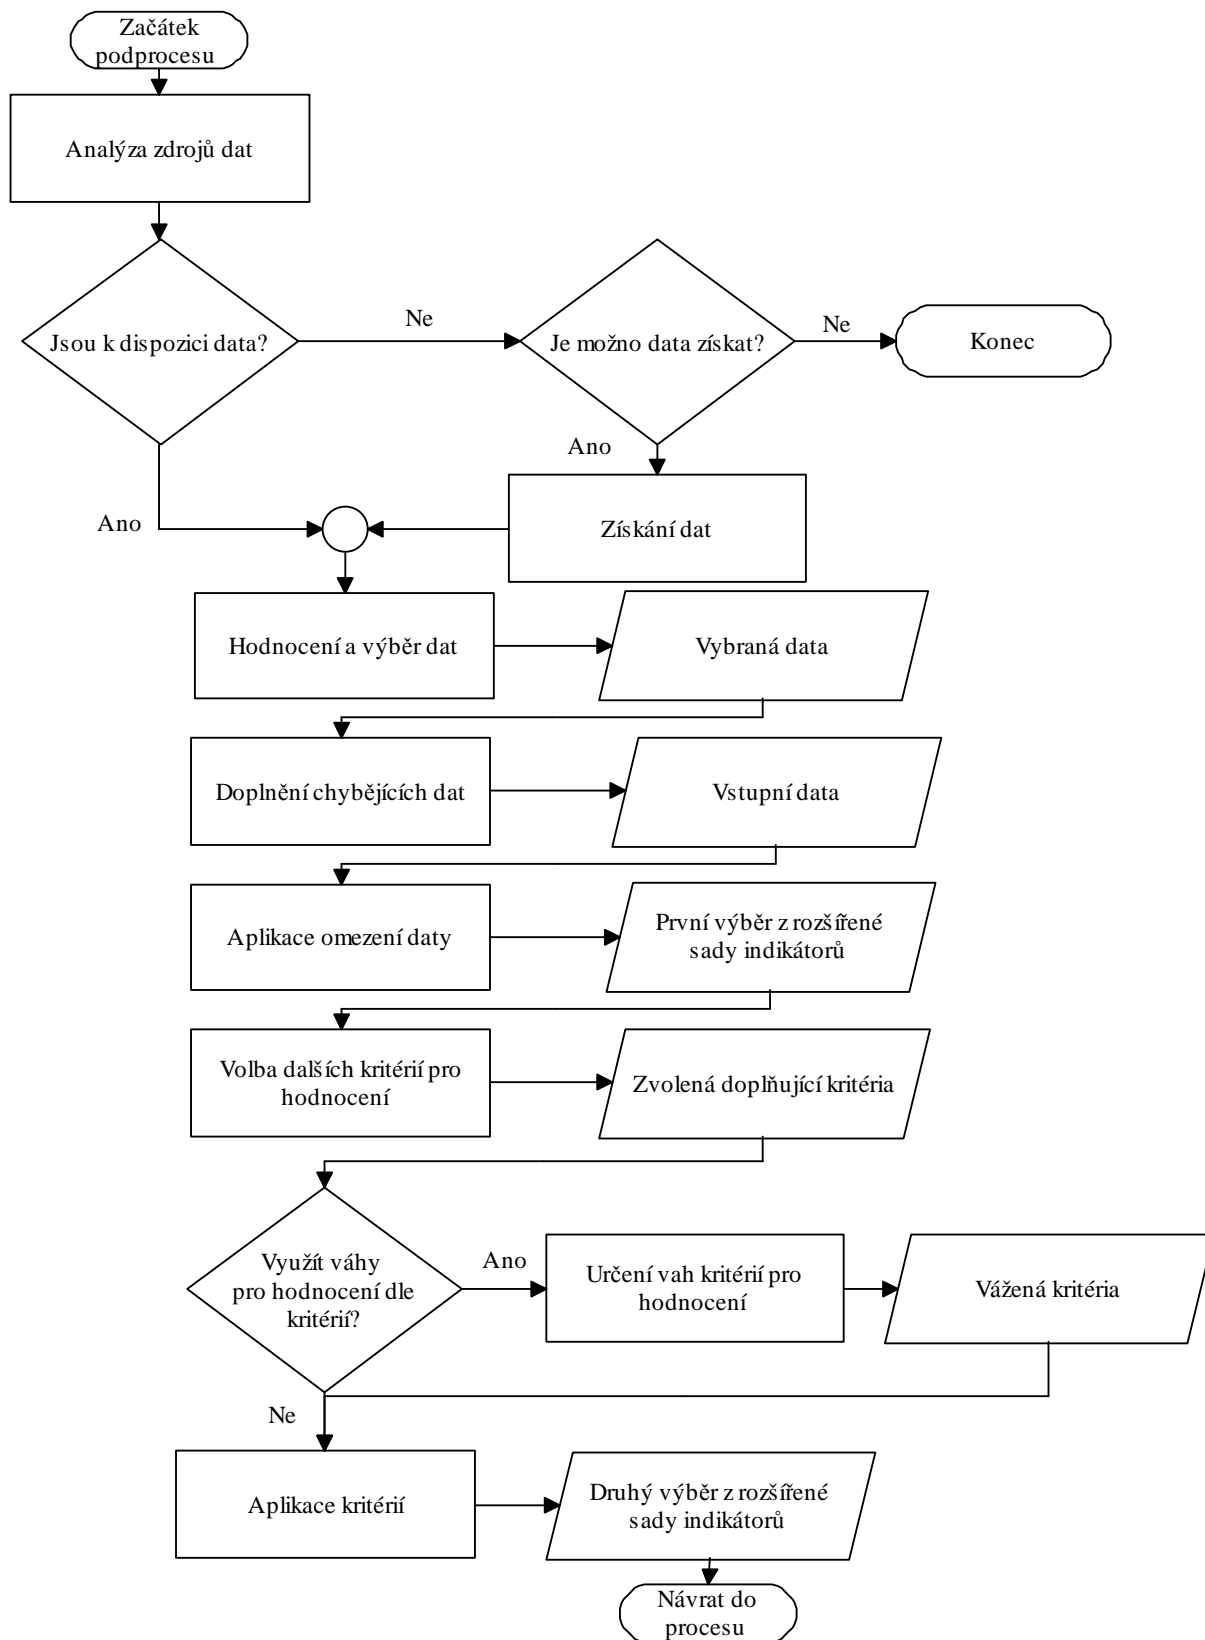 Začátek
podprocesu
Analýza zdrojů dat
Jsou k dispozici data?
Ne
Je možno data získat?
Ne
Konec
Ano
Ano
Získání dat
Hodnocení a výběr dat
Vybraná data
Doplnění chybějících dat
Vstupní data
Aplikace omezení daty
První výběr z rozšířené
sady indikátorů
Volba dalších kritérií pro
hodnocení
Zvolená doplňující kritéria
Využít váhy
pro hodnocení dle
kritérií?
Ano
Určení vah kritérií pro
hodnocení
Vážená kritéria
Ne
Aplikace kritérií
Druhý výběr z rozšířené
sady indikátorů
Návrat do
procesu